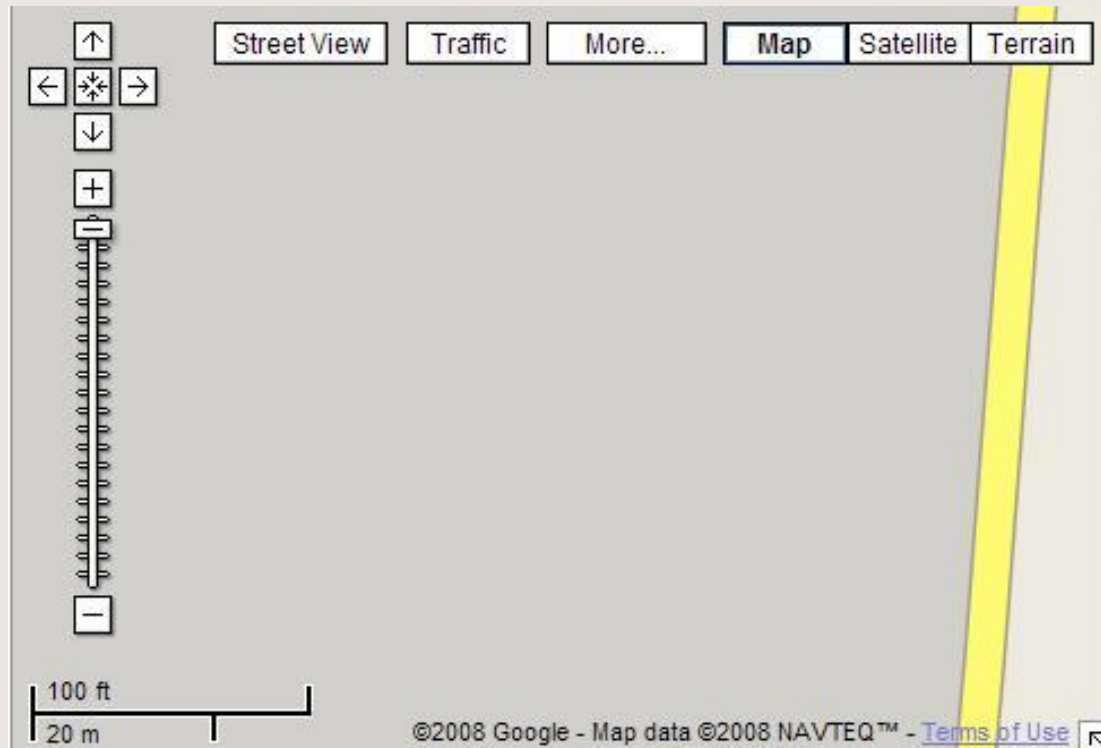 Street View Traffic More... Map Satellite Terrain
100 ft
20 m
©2008 Google - Map data ©2008 NAVTEQ™ - Terms of Use